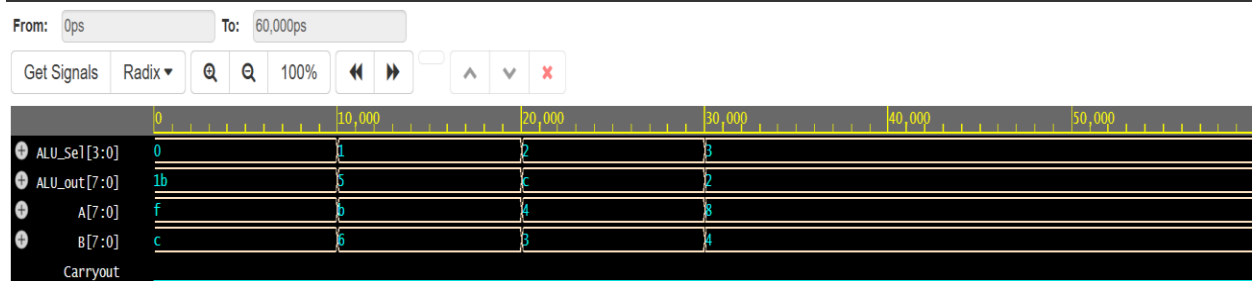 From: 0ps To: 60,000ps
Get Signals Radix▾ 100%
0 10,000 20,000 30,000 40,000 50,000
ALU_Sel[3:0] 0 1 2 3
ALU_out[7:0] 1b 5 c 2
A[7:0] f b 4 8
B[7:0] c 6 3 4
Carryout